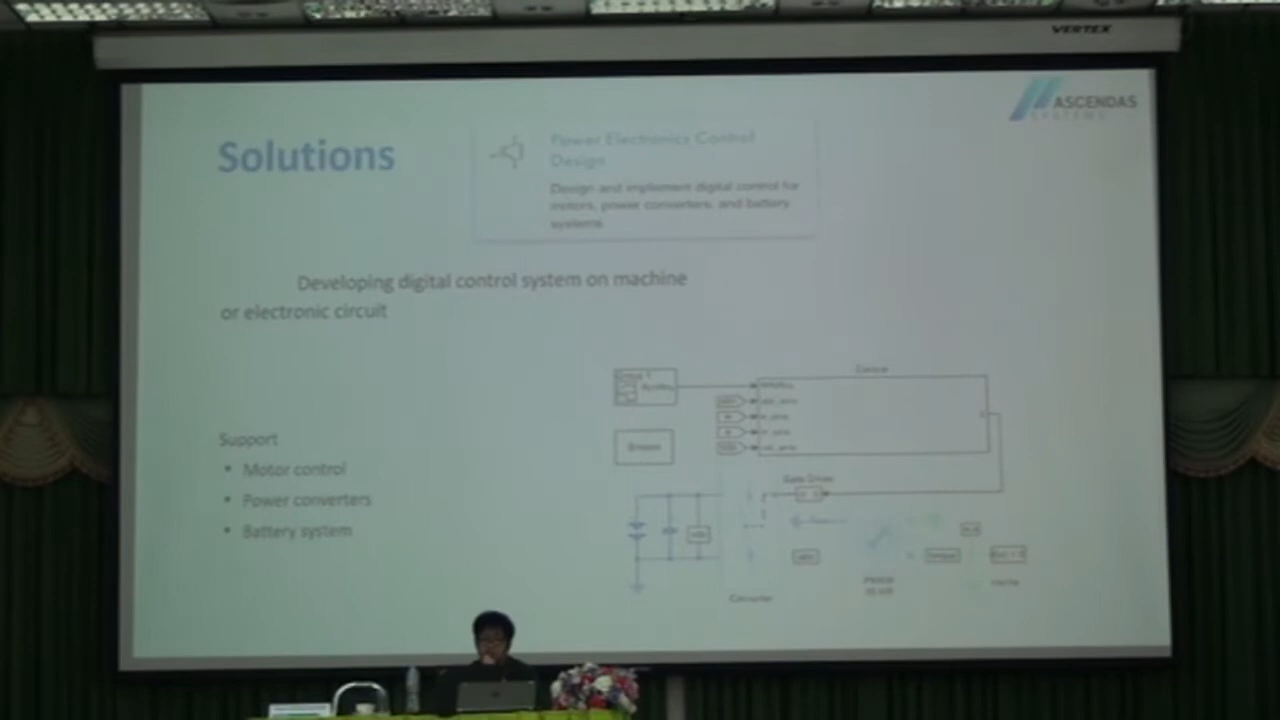 VERTEX
ASCENDAS
SYSTEMS
Solutions
Power Electronics Control
Design
Design and implement digital control for
motors, power converters, and battery
systems.
Developing digital control system on machine
or electronic circuit
Control
Support
Motor control
Power converters
Battery system
Gate Driver
Converter